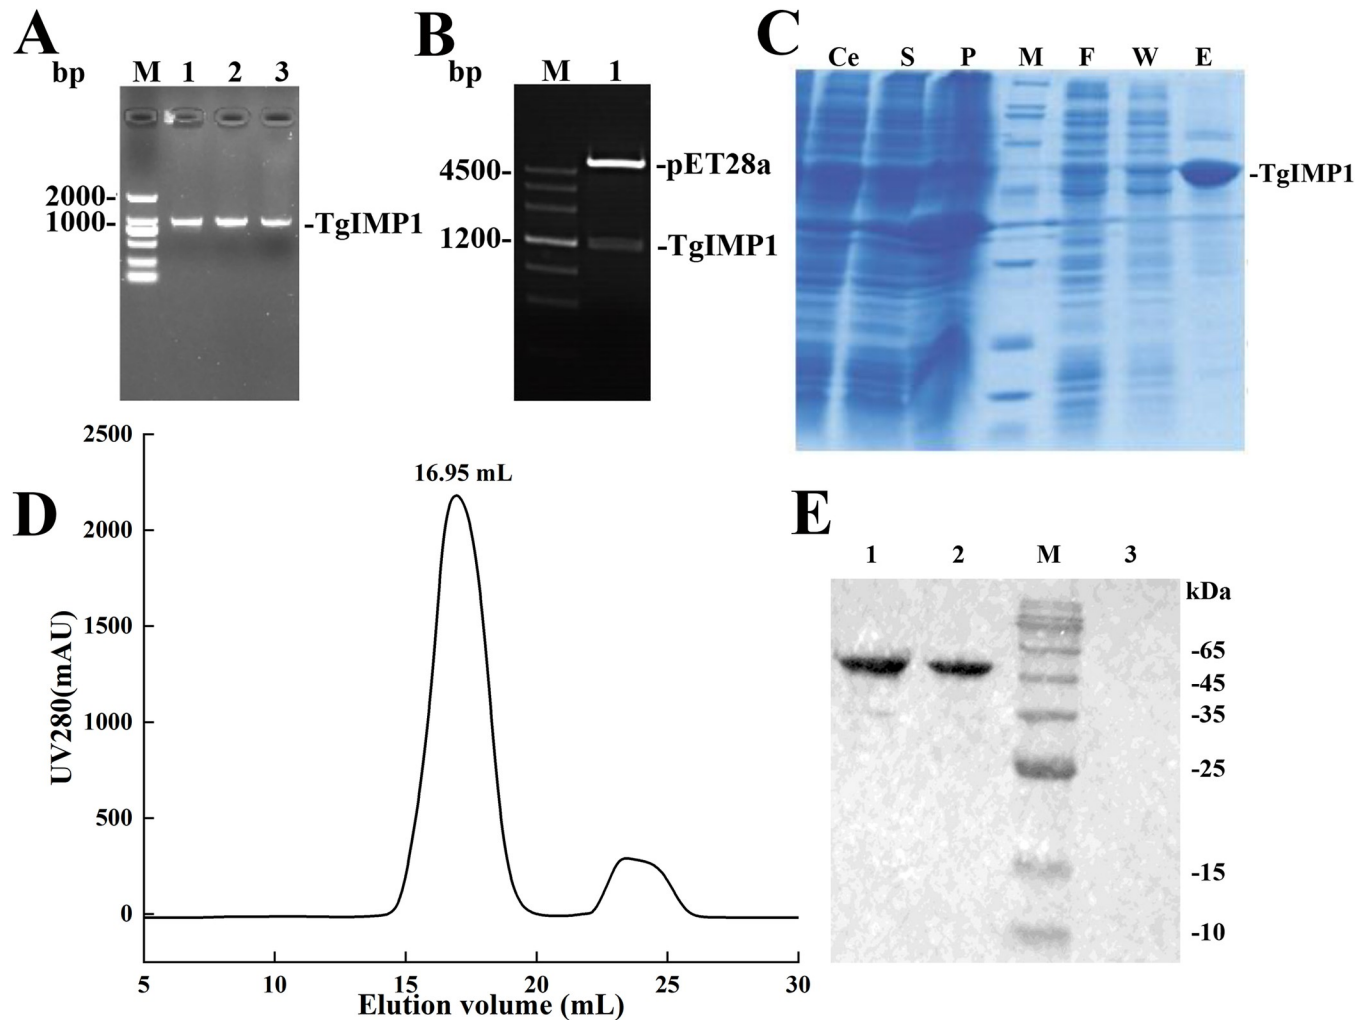 A
bp M 1 2 3
2000-
1000-
-TgIMP1
B
bp M 1
4500-
-pET28a
1200-
-TgIMP1
C
Ce S P M F W E
-TgIMP1
D
2500
2000
1500
1000
500
0
UV280(mAU)
16.95 mL
5 10 15 20 25 30
Elution volume (mL)
E
1 2 M 3
kDa
-65
-45
-35
-25
-15
-10